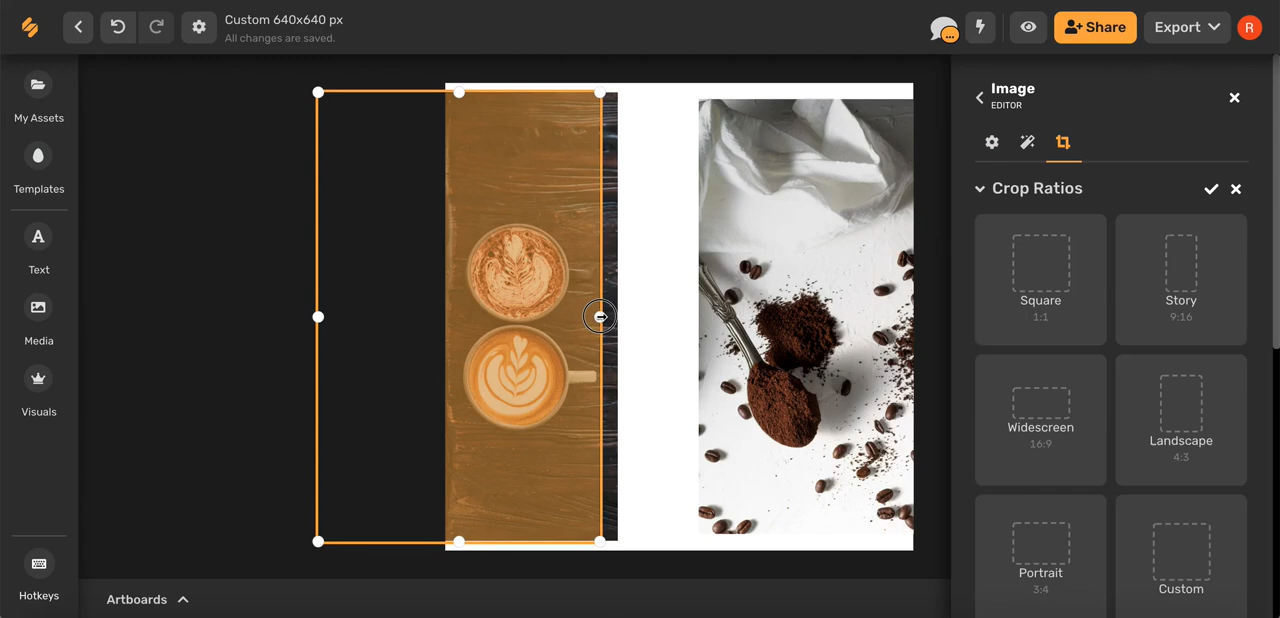 Custom 640x640 px
All changes are saved.
Share
Export
R
My Assets
Templates
A
Text
Media
Visuals
Hotkeys
Artboards
Image
EDITOR
Crop Ratios
Square
1:1
Story
9:16
Widescreen
16:9
Landscape
4:3
Portrait
3:4
Custom